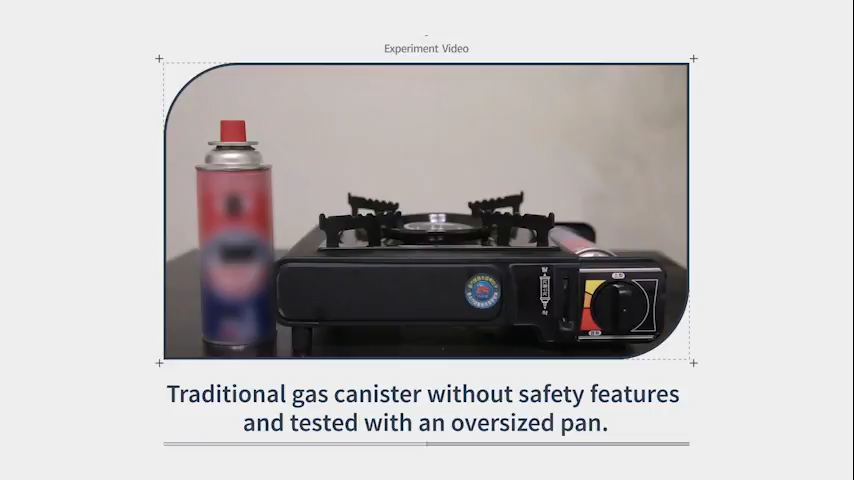 Experiment Video
Traditional gas canister without safety features
and tested with an oversized pan.